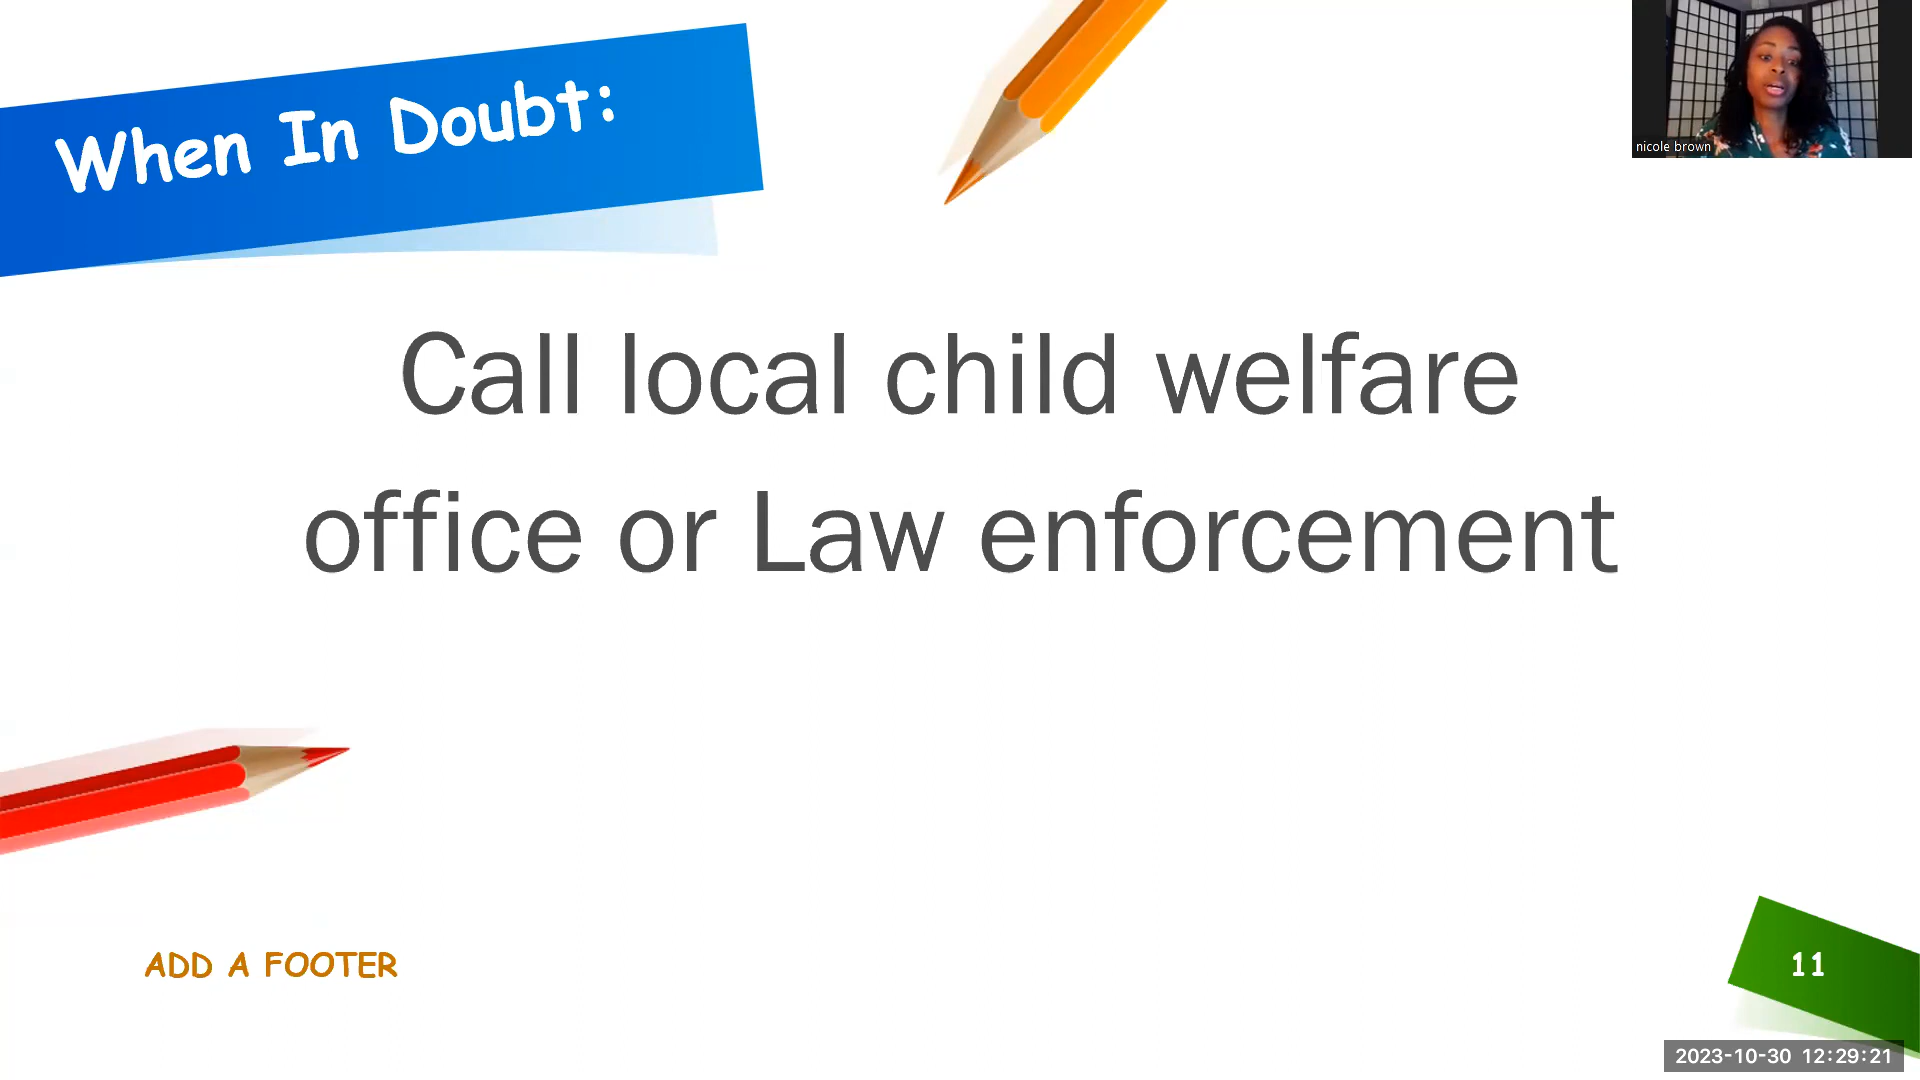 When In Doubt:
nicole brown
Call local child welfare
office or Law enforcement
ADD A FOOTER
11
2023-10-30 12:29:21